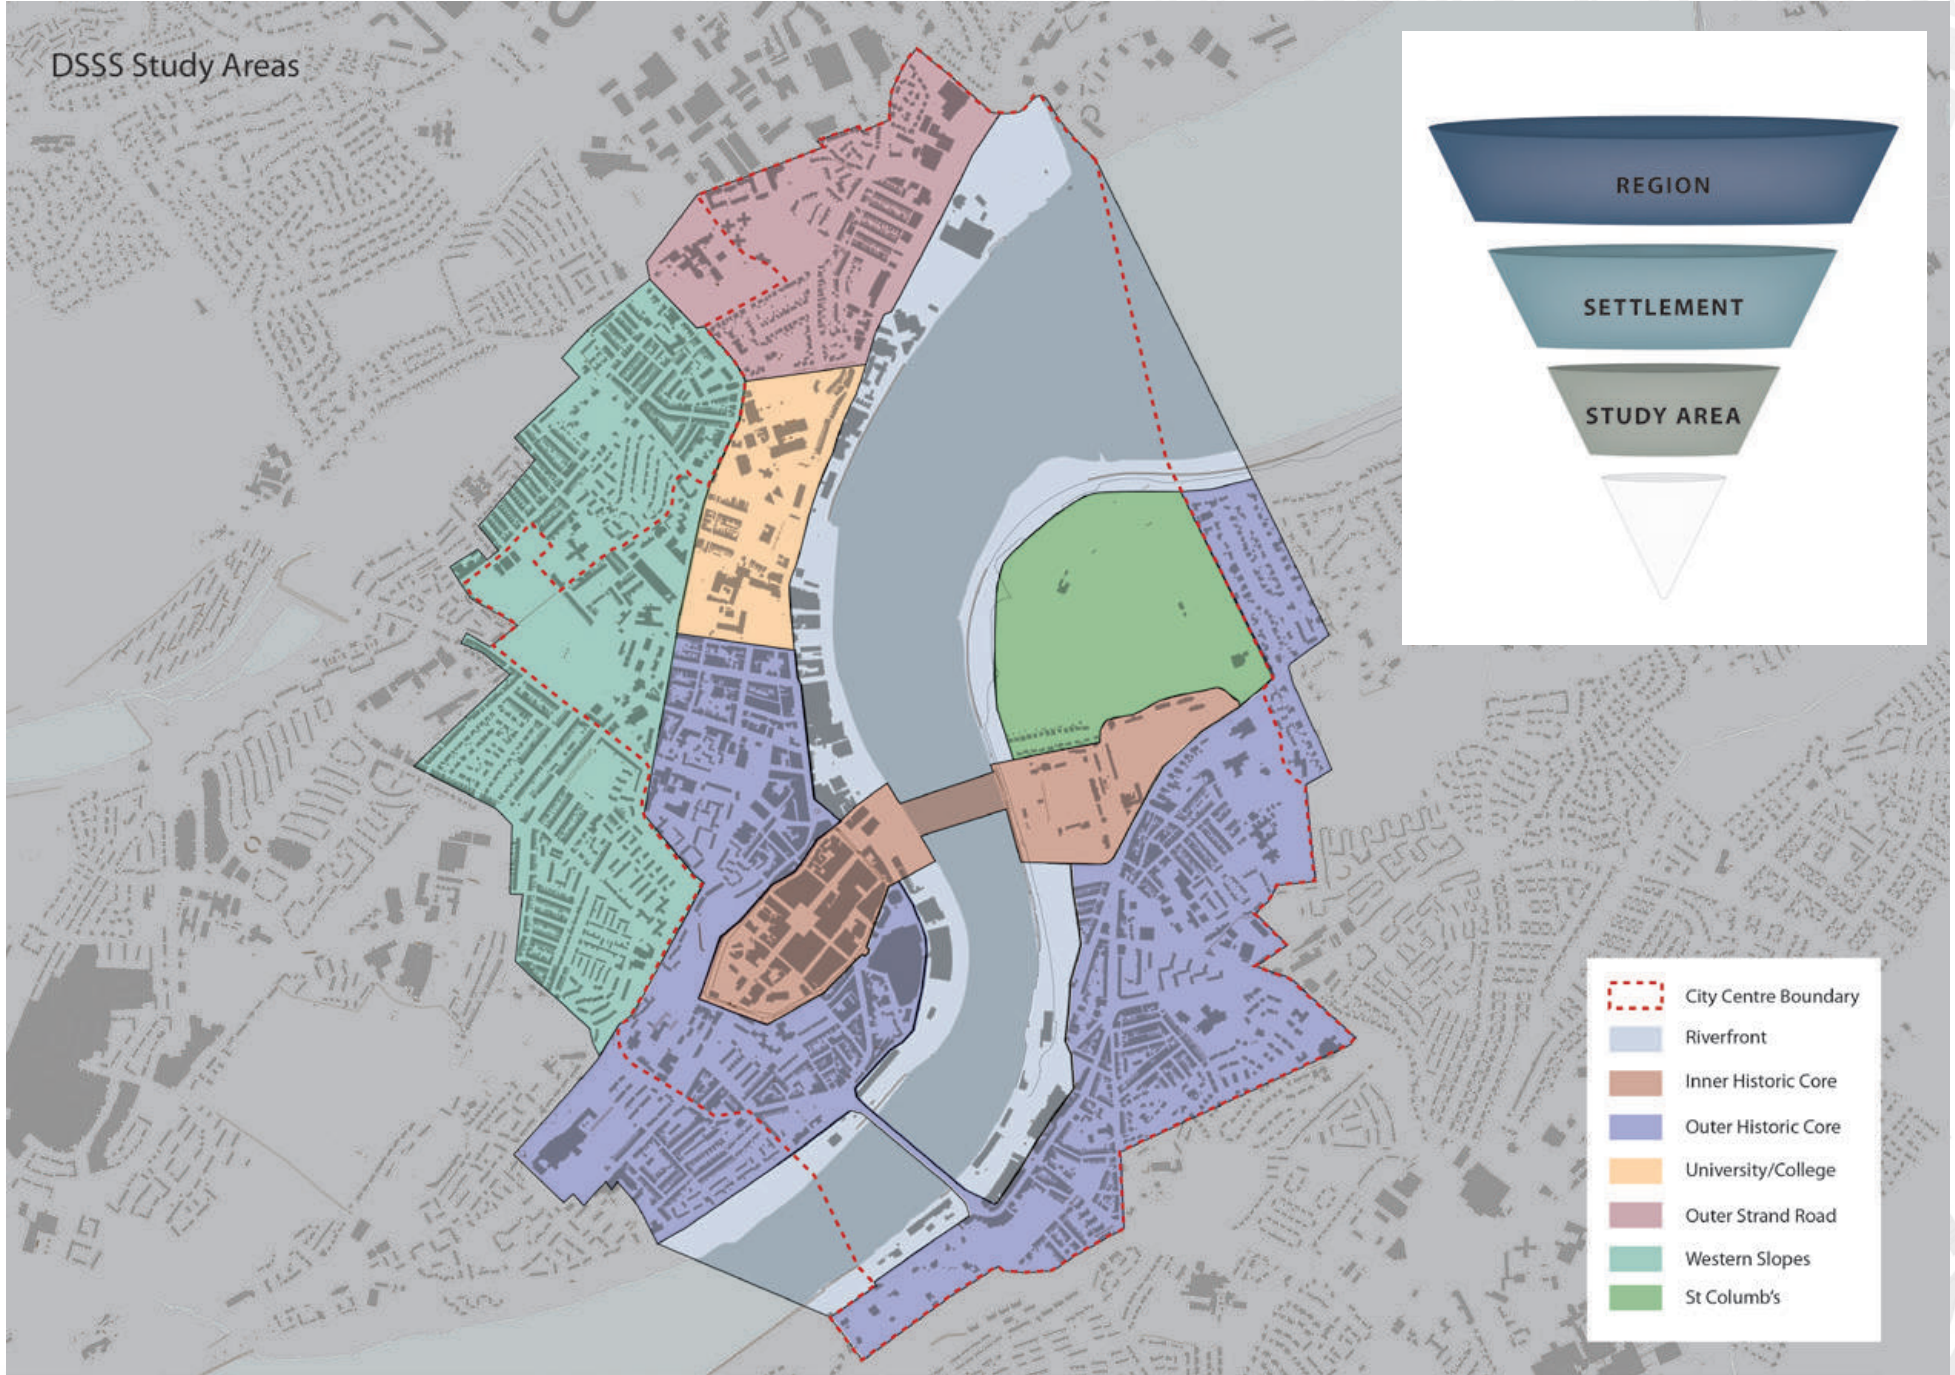 DSSS Study Areas
REGION
SETTLEMENT
STUDY AREA
City Centre Boundary
Riverfront
Inner Historic Core
Outer Historic Core
University/College
Outer Strand Road
Western Slopes
St Columb's